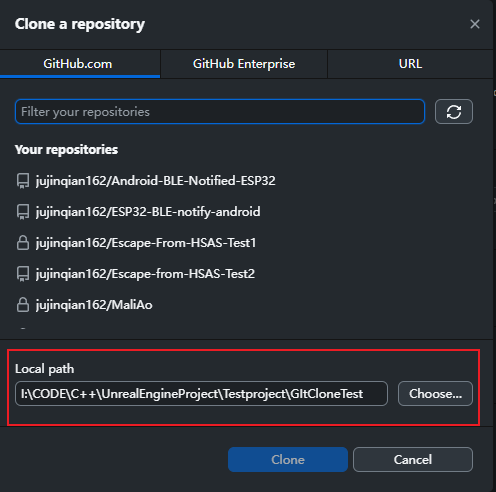 Clone a repository
GitHub.com GitHub Enterprise URL
Filter your repositories
Your repositories
jujinqian162/Android-BLE-Notified-ESP32
jujinqian162/ESP32-BLE-notify-android
jujinqian162/Escape-From-HSAS-Test1
jujinqian162/Escape-from-HSAS-Test2
jujinqian162/MaliAo
Local path
I:\CODE\C++\UnrealEngineProject\Testproject\GItCloneTest Choose...
Clone Cancel